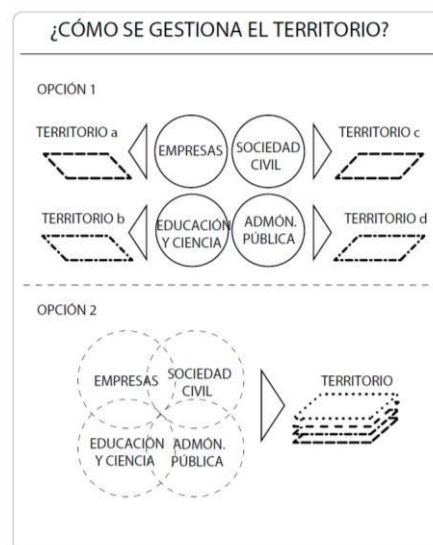 ¿CÓMO SE GESTIONA EL TERRITORIO?
OPCIÓN 1
TERRITORIO a
EMPRESAS
SOCIEDAD
CIVIL
TERRITORIO c
TERRITORIO b
EDUCACIÓN
Y CIENCIA
ADMÓN.
PÚBLICA
TERRITORIO d
OPCIÓN 2
EMPRESAS
SOCIEDAD
CIVIL
EDUCACIÓN
Y CIENCIA
ADMÓN.
PÚBLICA
TERRITORIO